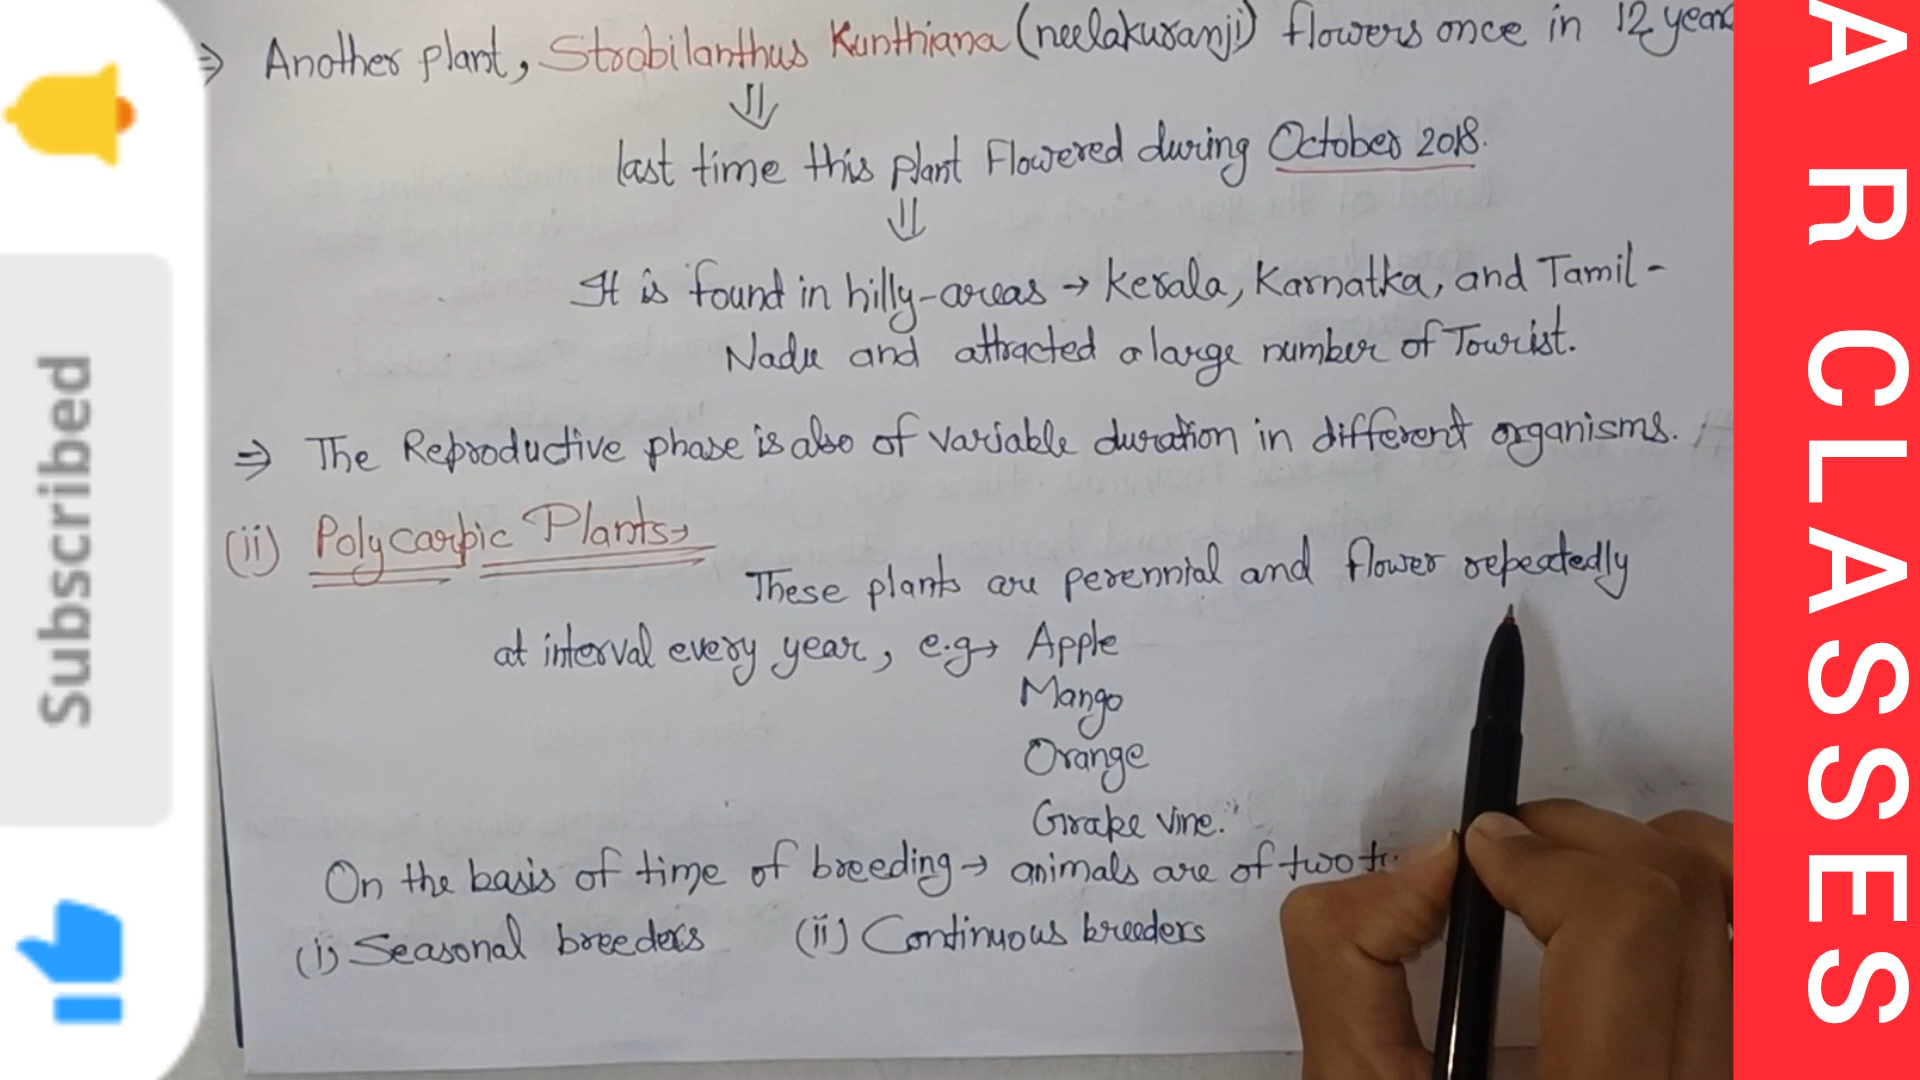 ⇒ Another plant, Strobilanthus Kunthiana (neelakuranji) flowers once in 12 year
⇓
last time this plant Flowered during October 2018.
⇓
It is found in hilly-areas → Kerala, Karnatka, and Tamil-
Nadu and attracted a large number of Tourist.
⇒ The Reproductive phase is also of variable duration in different organisms.
(ii) Polycarpic Plants→
These plants are perennial and flower repeatedly
at interval every year, e.g→ Apple
Mango
Orange
Grape vine.
On the basis of time of breeding → animals are of two
(i) Seasonal breeders (ii) Continuous breeders
Subscribed
A R CLASSES